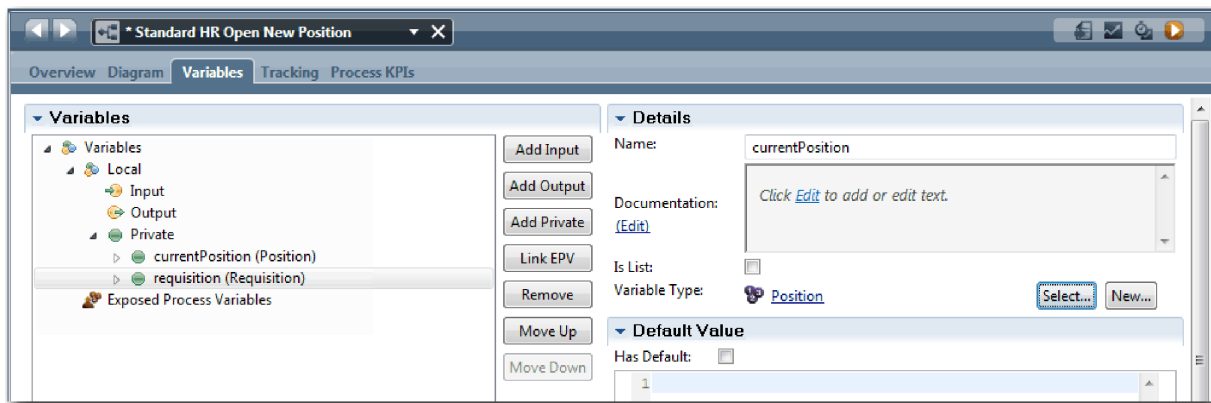 * Standard HR Open New Position
Overview Diagram Variables Tracking Process KPIs
Variables
Variables
Local
Input
Output
Private
currentPosition (Position)
requisition (Requisition)
Exposed Process Variables
Add Input
Add Output
Add Private
Link EPV
Remove
Move Up
Move Down
Details
Name: currentPosition
Documentation: Click Edit to add or edit text.
(Edit)
Is List:
Variable Type: Position Select... New...
Default Value
Has Default:
1